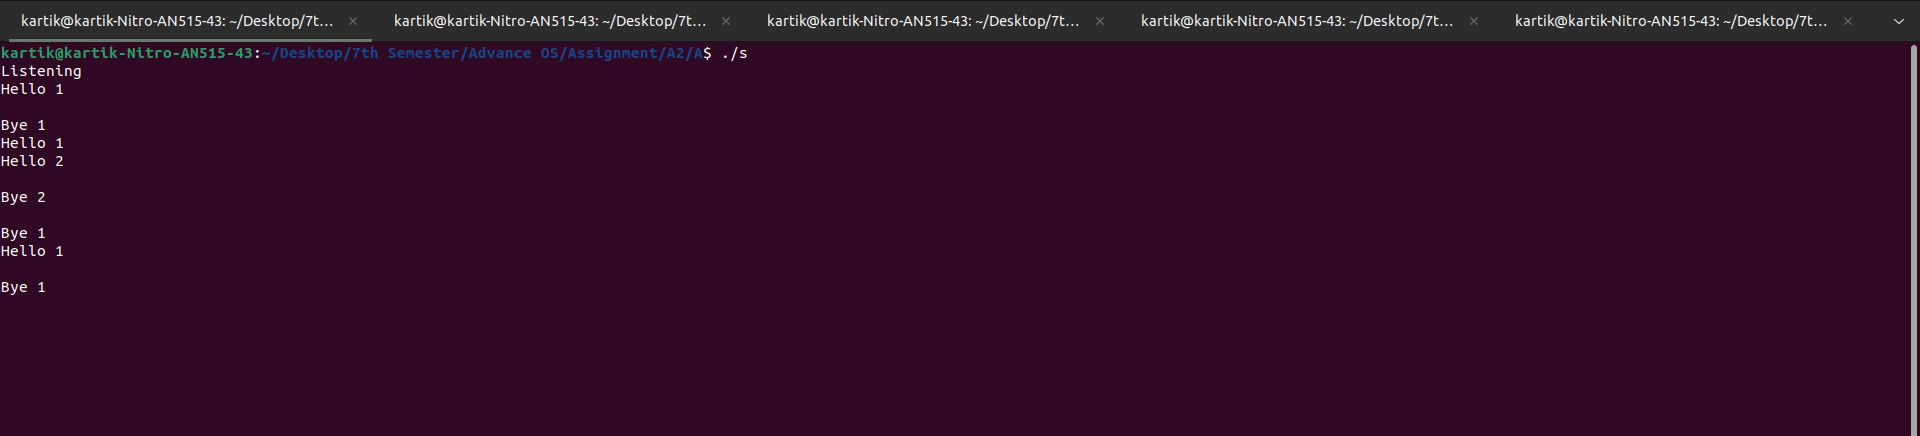 kartik@kartik-Nitro-AN515-43: ~/Desktop/7t... × kartik@kartik-Nitro-AN515-43: ~/Desktop/7t... × kartik@kartik-Nitro-AN515-43: ~/Desktop/7t... × kartik@kartik-Nitro-AN515-43: ~/Desktop/7t... × kartik@kartik-Nitro-AN515-43: ~/Desktop/7t... ×
kartik@kartik-Nitro-AN515-43:~/Desktop/7th Semester/Advance OS/Assignment/A2/A$ ./s
Listening
Hello 1
Bye 1
Hello 1
Hello 2
Bye 2
Bye 1
Hello 1
Bye 1